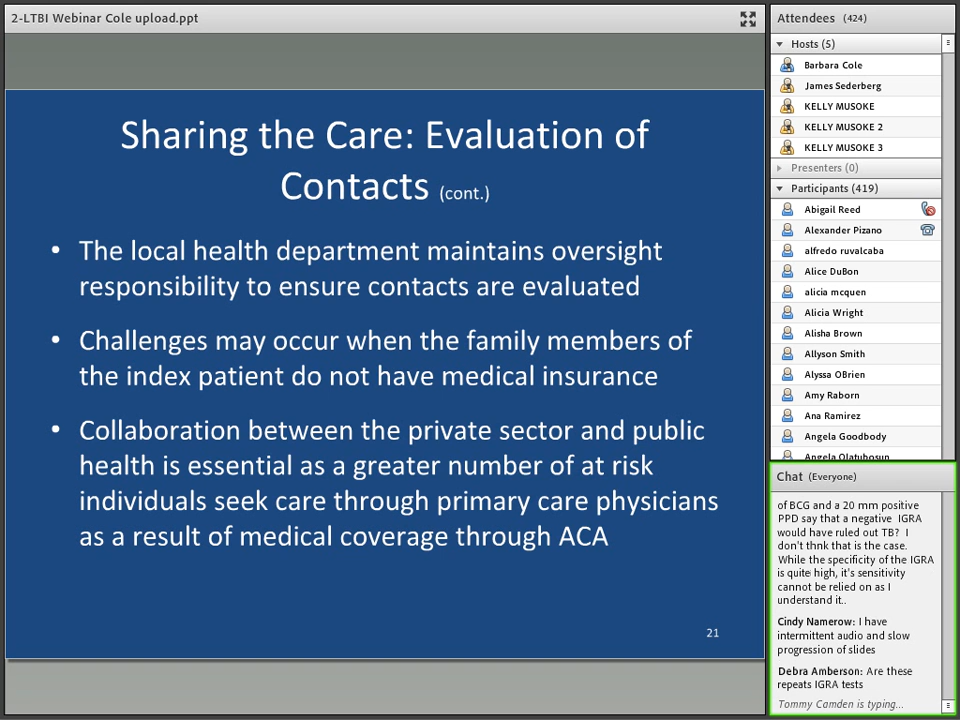 2-LTBI Webinar Cole upload.ppt
Sharing the Care: Evaluation of
Contacts (cont.)
• The local health department maintains oversight
responsibility to ensure contacts are evaluated
• Challenges may occur when the family members of
the index patient do not have medical insurance
• Collaboration between the private sector and public
health is essential as a greater number of at risk
individuals seek care through primary care physicians
as a result of medical coverage through ACA
21
Attendees (424)
Hosts (5)
Barbara Cole
James Sederberg
KELLY MUSOKE
KELLY MUSOKE 2
KELLY MUSOKE 3
Presenters (0)
Participants (419)
Abigail Reed
Alexander Pizano
alfredo ruvalcaba
Alice DuBon
alicia mcquen
Alicia Wright
Alisha Brown
Allyson Smith
Alyssa OBrien
Amy Raborn
Ana Ramirez
Angela Goodbody
Angela Olatubosun
Chat (Everyone)
of BCG and a 20 mm positive
PPD say that a negative IGRA
would have ruled out TB? I
don't thnk that is the case.
While the specificity of the IGRA
is quite high, it's sensitivity
cannot be relied on as I
understand it..
Cindy Namerow: I have
intermittent audio and slow
progression of slides
Debra Amberson: Are these
repeats IGRA tests
Tommy Camden is typing...